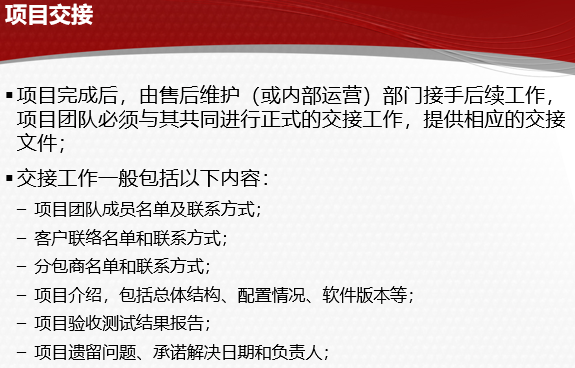 项目交接
▪项目完成后，由售后维护（或内部运营）部门接手后续工作，
项目团队必须与其共同进行正式的交接工作，提供相应的交接
文件；
▪交接工作一般包括以下内容：
– 项目团队成员名单及联系方式；
– 客户联络名单和联系方式；
– 分包商名单和联系方式；
– 项目介绍，包括总体结构、配置情况、软件版本等；
– 项目验收测试结果报告；
– 项目遗留问题、承诺解决日期和负责人；